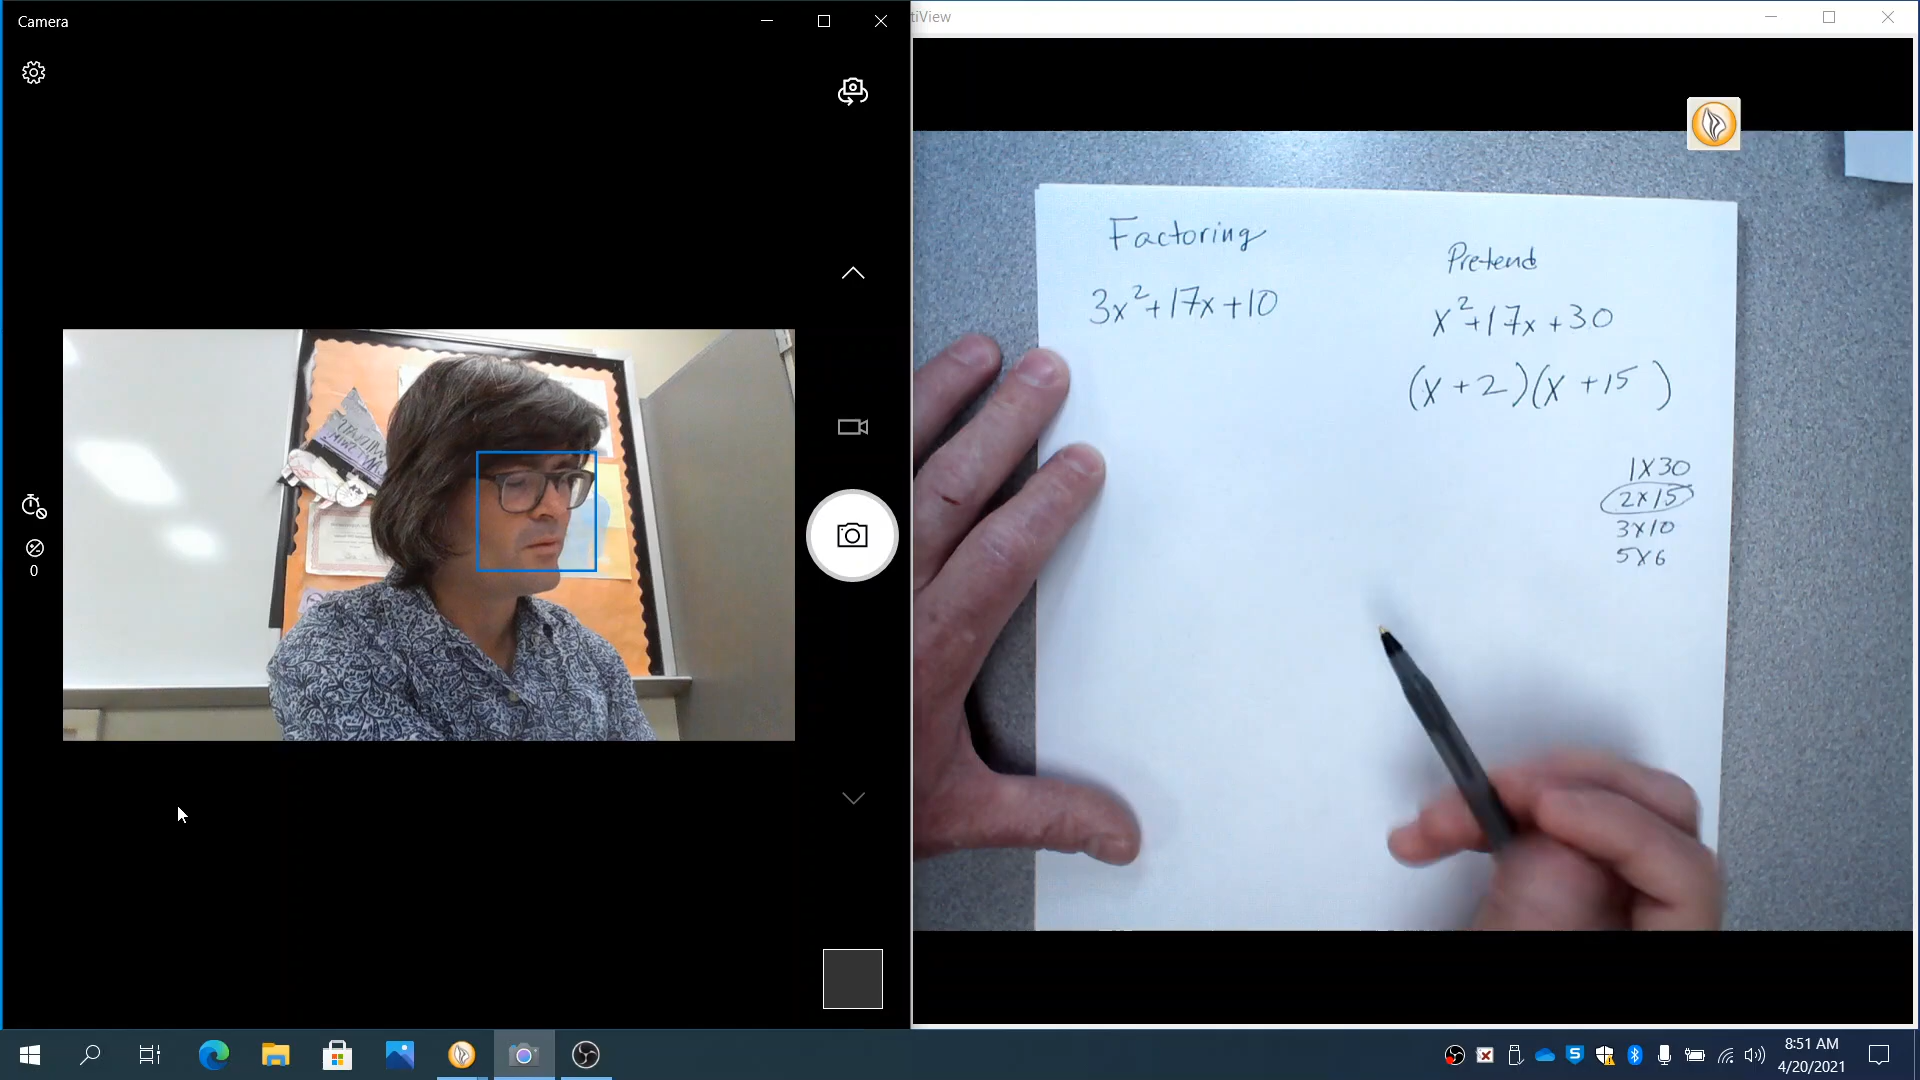 Camera
tiView
0
Factoring
3x²+17x+10
Pretend
x²+17x+30
(x+2)(x+15)
1x30
2x15
3x10
5x6
8:51 AM
4/20/2021